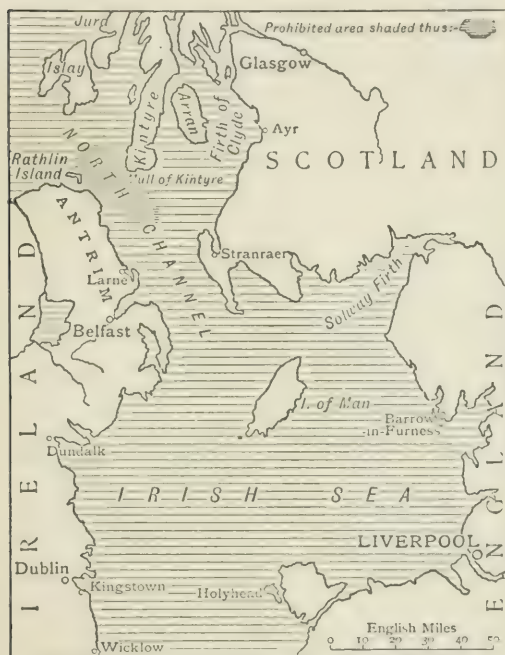 Jura
Prohibited area shaded thus:-
Islay
Glasgow
Kintyre
Arran
Firth of
Clyde
Ayr
NORTH CHANNEL
SCOTLAND
Rathlin
Island
Mull of Kintyre
ANTRIM
Stranraer
Larne
Solway Firth
Belfast
IRELAND
I. of Man
Barrow
-in-Furness
ENGLAND
Dundalk
IRISH SEA
LIVERPOOL
Dublin
Kingstown
Holyhead
English Miles
0 10 20 30 40 50
Wicklow